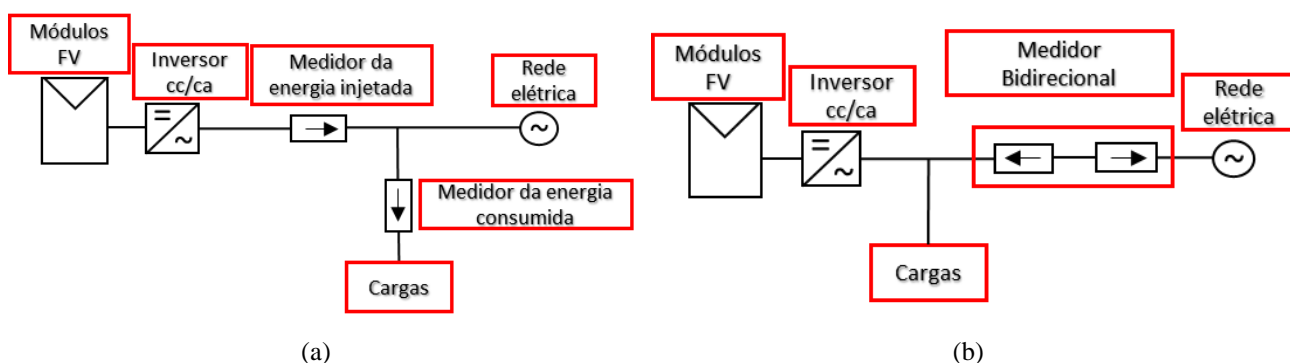 Módulos
FV
Inversor
cc/ca
Medidor da
energia injetada
Rede
elétrica
Medidor da energia
consumida
Cargas
(a)
Módulos
FV
Inversor
cc/ca
Medidor
Bidirecional
Rede
elétrica
Cargas
(b)